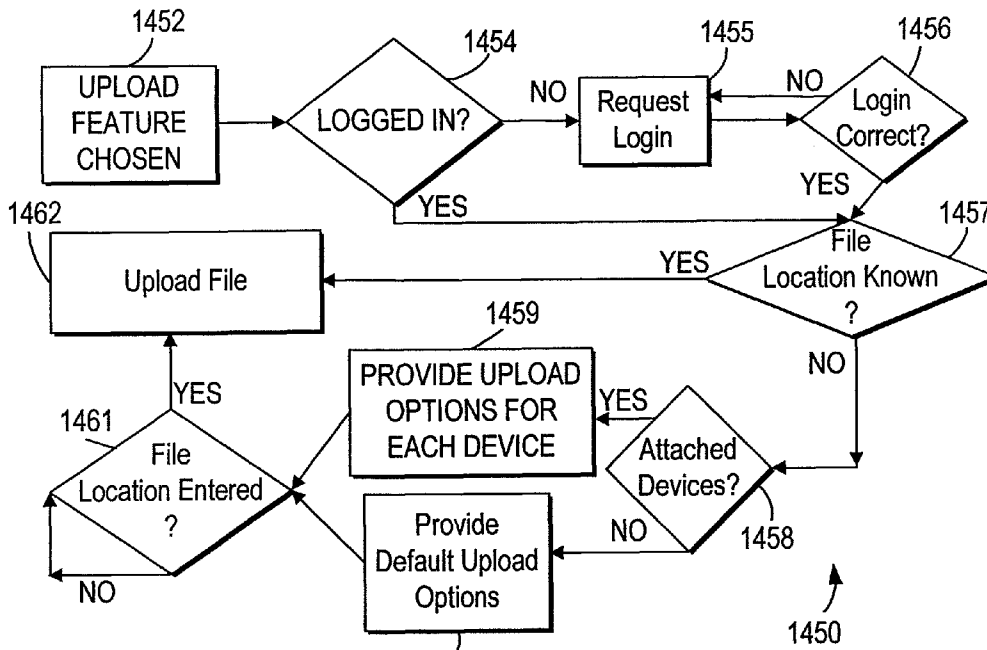 1452
1454
1455
1456
UPLOAD
FEATURE
CHOSEN
LOGGED IN?
NO
Request
Login
NO
Login
Correct?
YES
YES
1462
Upload File
YES
File
Location Known
?
1457
NO
1459
PROVIDE UPLOAD
OPTIONS FOR
EACH DEVICE
YES
Attached
Devices?
1458
NO
YES
1461
File
Location Entered
?
NO
Provide
Default Upload
Options
1450